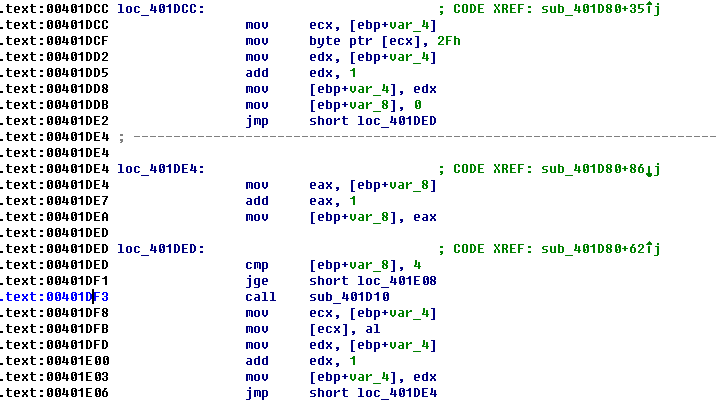 .text:00401DCC loc_401DCC: ; CODE XREF: sub_401D80+35↑j
.text:00401DCC mov ecx, [ebp+var_4]
.text:00401DCF mov byte ptr [ecx], 2Fh
.text:00401DD2 mov edx, [ebp+var_4]
.text:00401DD5 add edx, 1
.text:00401DD8 mov [ebp+var_4], edx
.text:00401DDB mov [ebp+var_8], 0
.text:00401DE2 jmp short loc_401DED
.text:00401DE4 ; ---------------------------------------------------------------------------
.text:00401DE4
.text:00401DE4 loc_401DE4: ; CODE XREF: sub_401D80+86↓j
.text:00401DE4 mov eax, [ebp+var_8]
.text:00401DE7 add eax, 1
.text:00401DEA mov [ebp+var_8], eax
.text:00401DED
.text:00401DED loc_401DED: ; CODE XREF: sub_401D80+62↑j
.text:00401DED cmp [ebp+var_8], 4
.text:00401DF1 jge short loc_401E08
.text:00401DF3 call sub_401D10
.text:00401DF8 mov ecx, [ebp+var_4]
.text:00401DFB mov [ecx], al
.text:00401DFD mov edx, [ebp+var_4]
.text:00401E00 add edx, 1
.text:00401E03 mov [ebp+var_4], edx
.text:00401E06 jmp short loc_401DE4